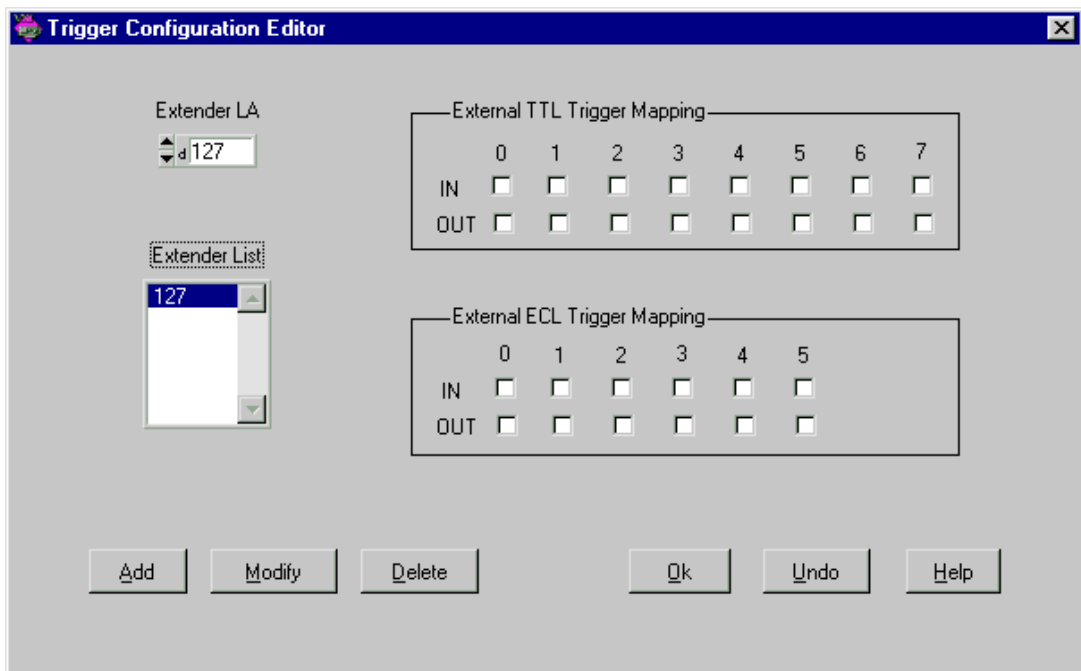 Trigger Configuration Editor
Extender LA
d 127
Extender List
127
External TTL Trigger Mapping
0 1 2 3 4 5 6 7
IN
OUT
External ECL Trigger Mapping
0 1 2 3 4 5
IN
OUT
Add Modify Delete Ok Undo Help